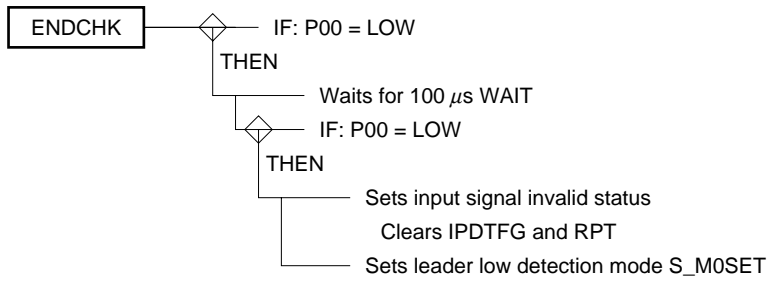 ENDCHK IF: P00 = LOW
THEN
Waits for 100 μs WAIT
IF: P00 = LOW
THEN
Sets input signal invalid status
Clears IPDTFG and RPT
Sets leader low detection mode S_M0SET